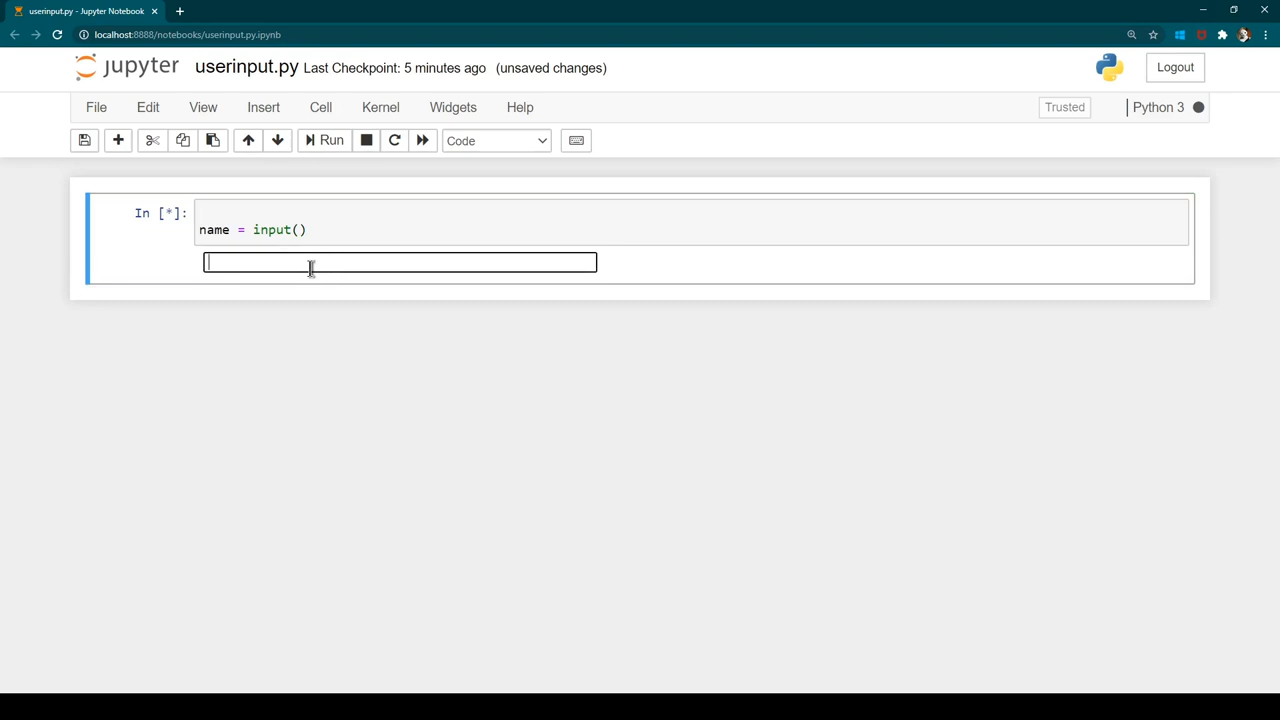 userinput.py - Jupyter Notebook
localhost:8888/notebooks/userinput.py.ipynb
jupyter userinput.py Last Checkpoint: 5 minutes ago (unsaved changes)
Logout
File Edit View Insert Cell Kernel Widgets Help
Trusted Python 3
Run Code
In [*]:
name = input()